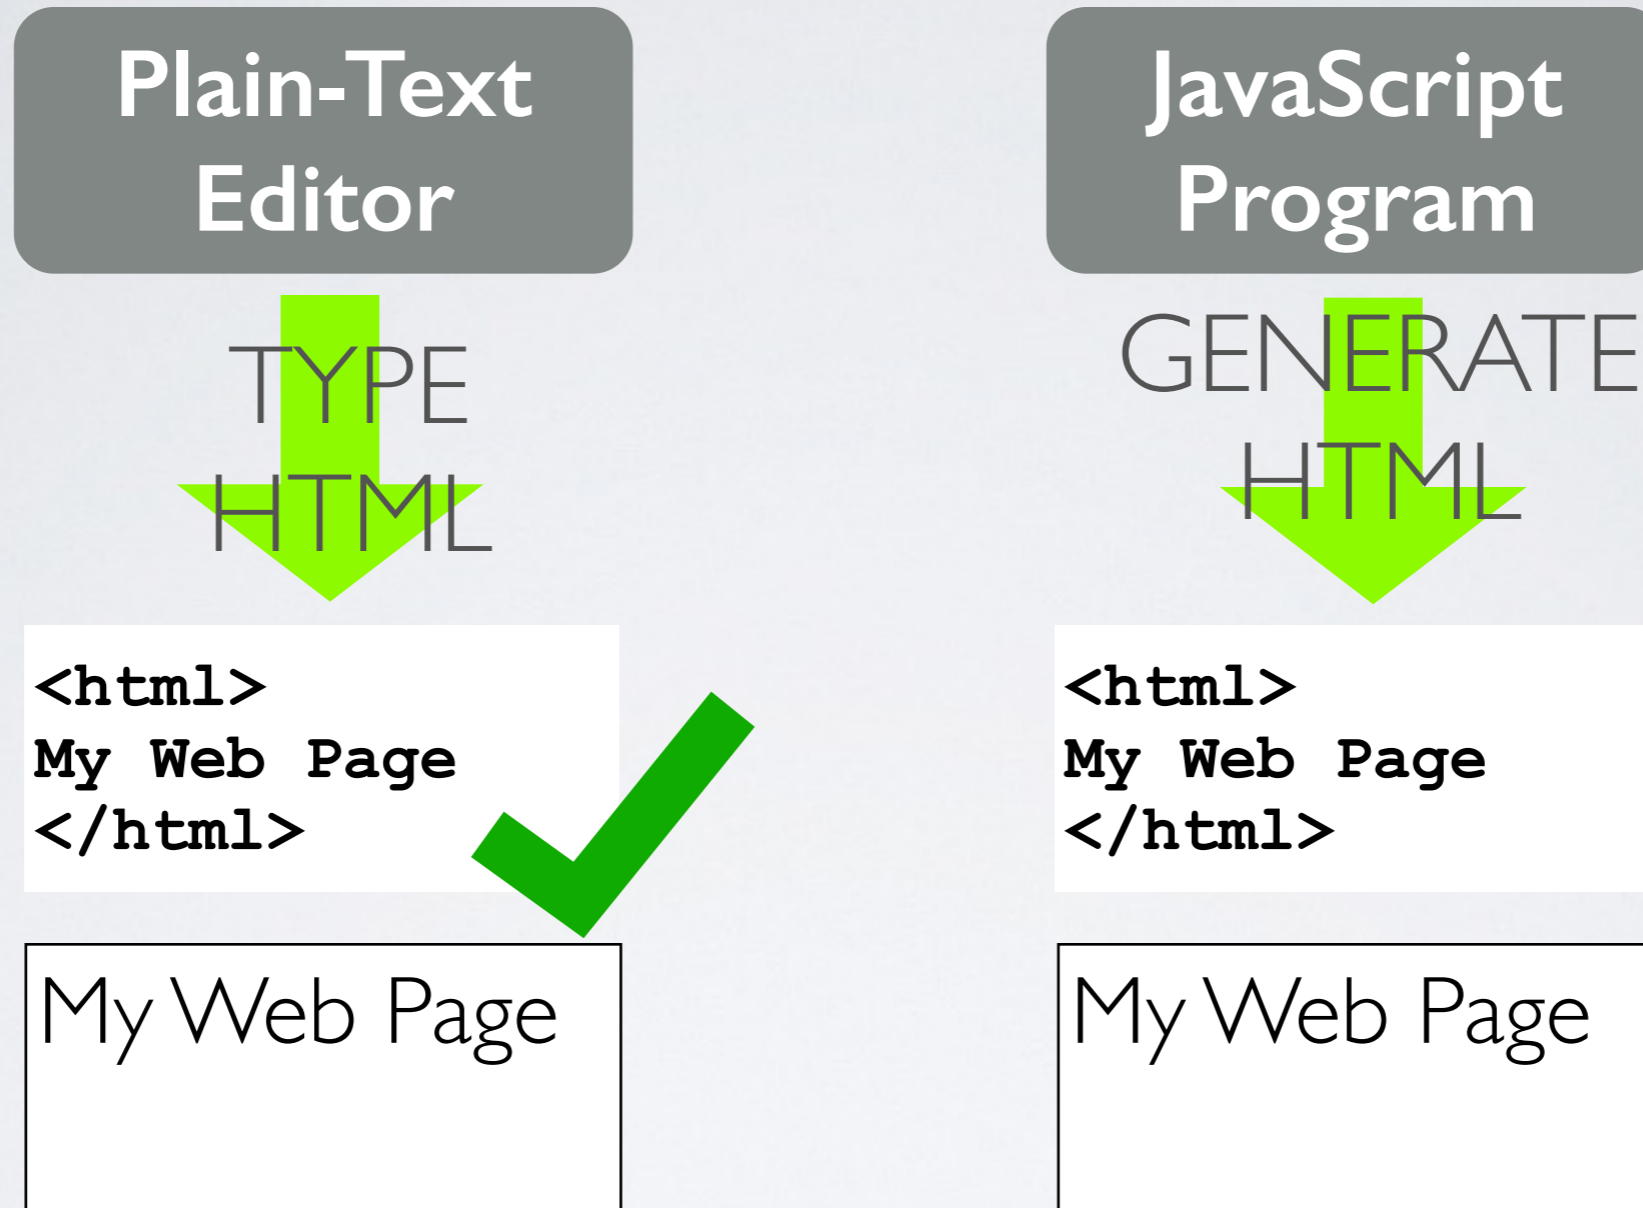 Plain-Text
Editor
TYPE
HTML
<html>
My Web Page
</html>
My Web Page
JavaScript
Program
GENERATE
HTML
<html>
My Web Page
</html>
My Web Page